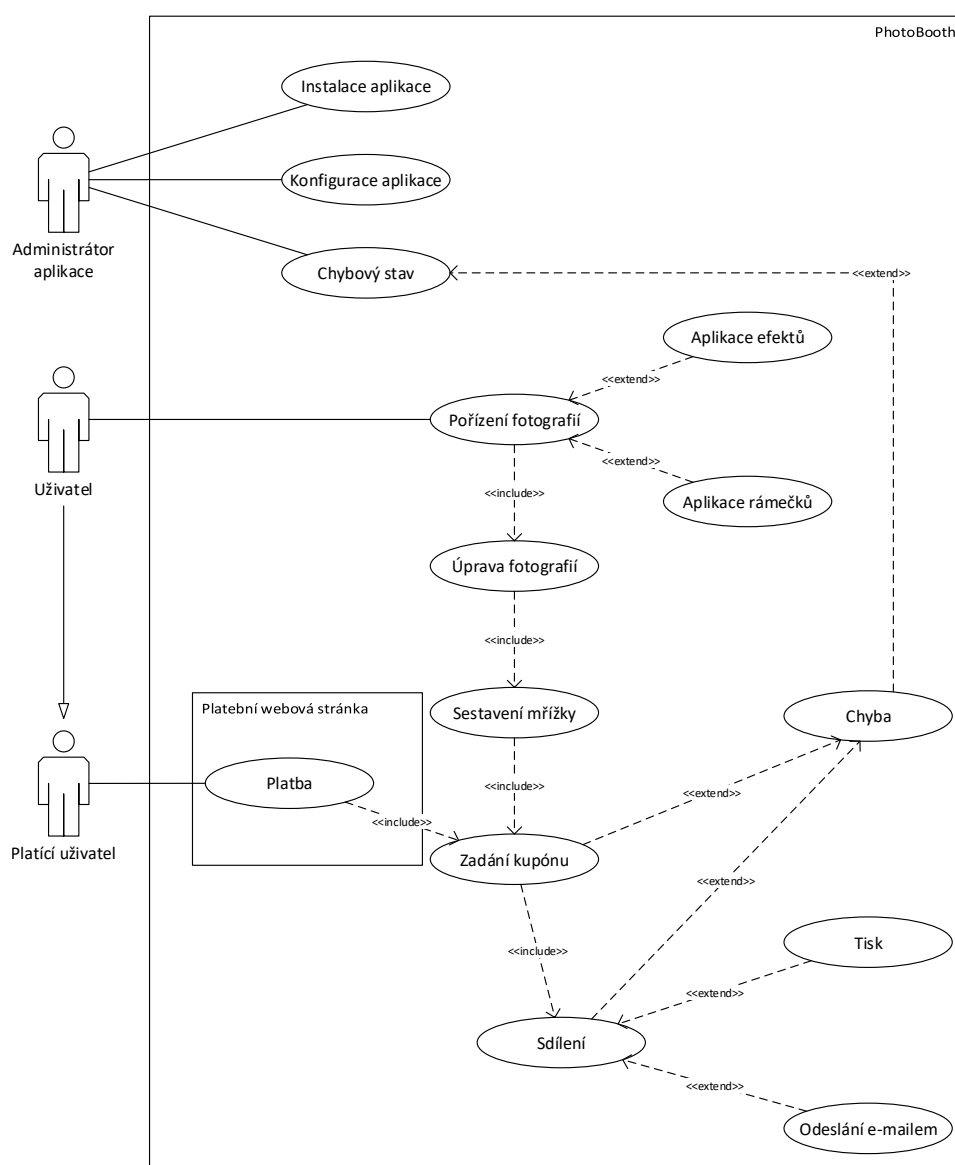 PhotoBooth
Instalace aplikace
Konfigurace aplikace
Administrátor
aplikace
Chybový stav
<<extend>>
Aplikace efektů
<<extend>>
Pořízení fotografií
<<extend>>
Uživatel
Aplikace rámečků
<<include>>
Úprava fotografií
<<include>>
Platební webová stránka
Sestavení mřížky
Chyba
Platba
<<include>>
<<extend>>
<<include>>
Platící uživatel
Zadání kupónu
<<extend>>
<<include>>
Tisk
<<extend>>
Sdílení
<<extend>>
Odeslání e-mailem